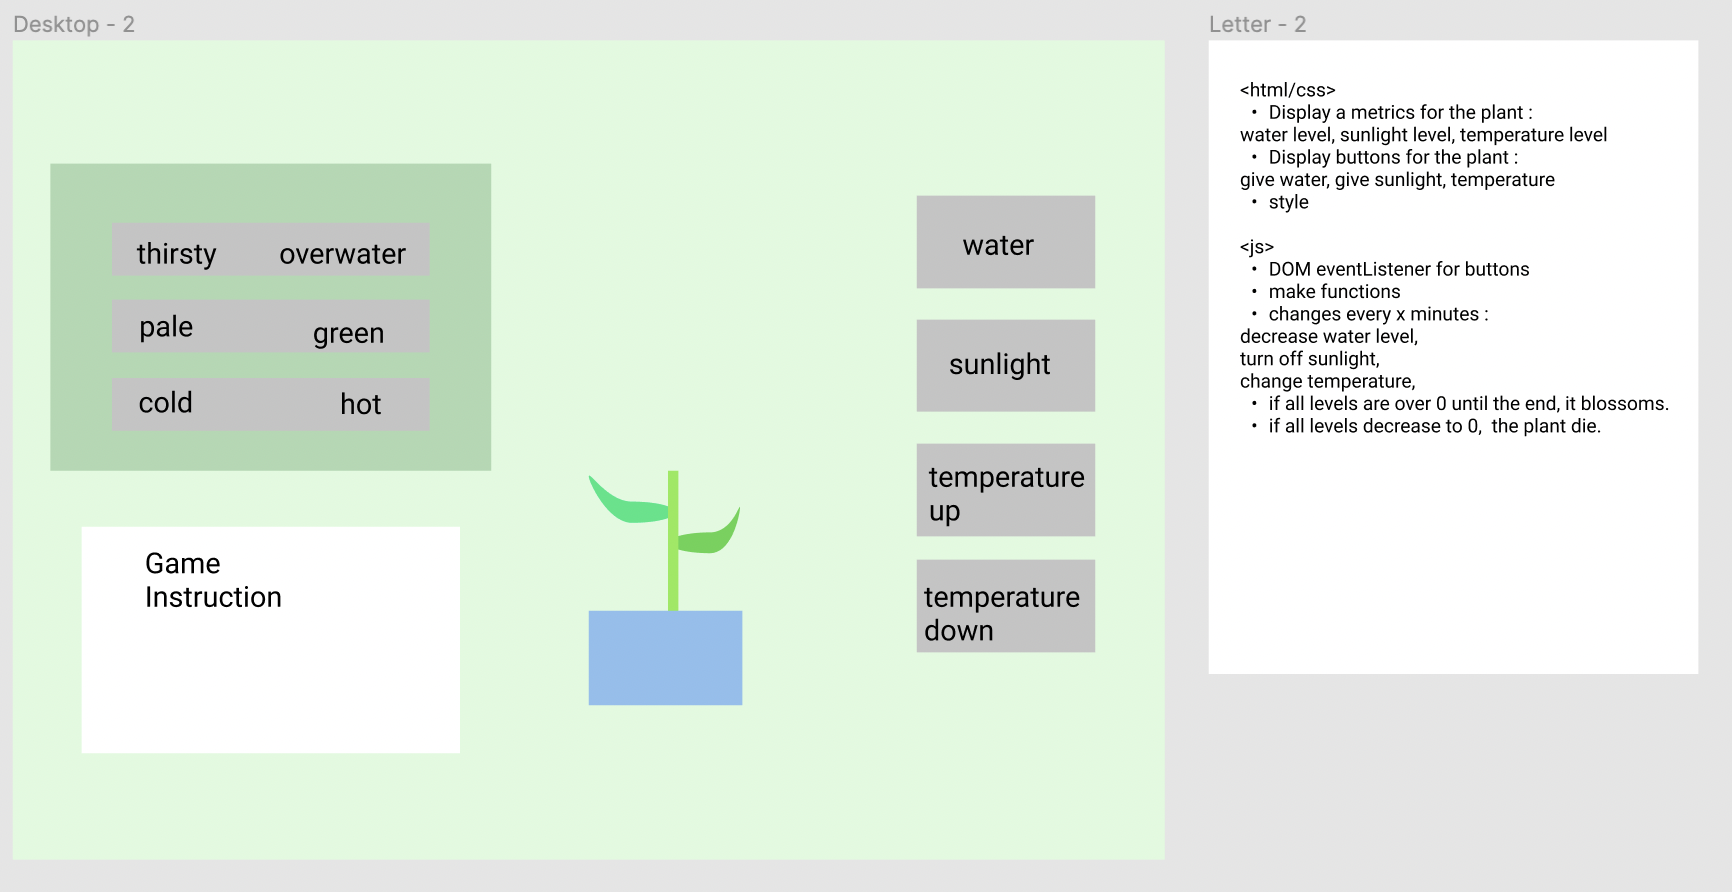 Desktop - 2
thirsty overwater
pale green
cold hot
Game
Instruction
water
sunlight
temperature
up
temperature
down
Letter - 2
<html/css>
• Display a metrics for the plant :
water level, sunlight level, temperature level
• Display buttons for the plant :
give water, give sunlight, temperature
• style
<js>
• DOM eventListener for buttons
• make functions
• changes every x minutes :
decrease water level,
turn off sunlight,
change temperature,
• if all levels are over 0 until the end, it blossoms.
• if all levels decrease to 0, the plant die.